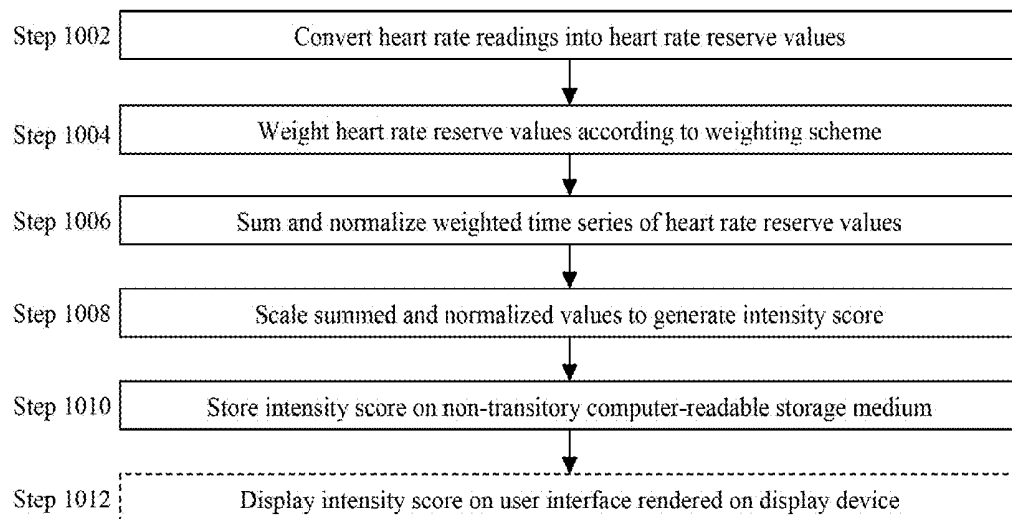 Step 1002 Convert heart rate readings into heart rate reserve values
Step 1004 Weight heart rate reserve values according to weighting scheme
Step 1006 Sum and normalize weighted time series of heart rate reserve values
Step 1008 Scale summed and normalized values to generate intensity score
Step 1010 Store intensity score on non-transitory computer-readable storage medium
Step 1012 Display intensity score on user interface rendered on display device